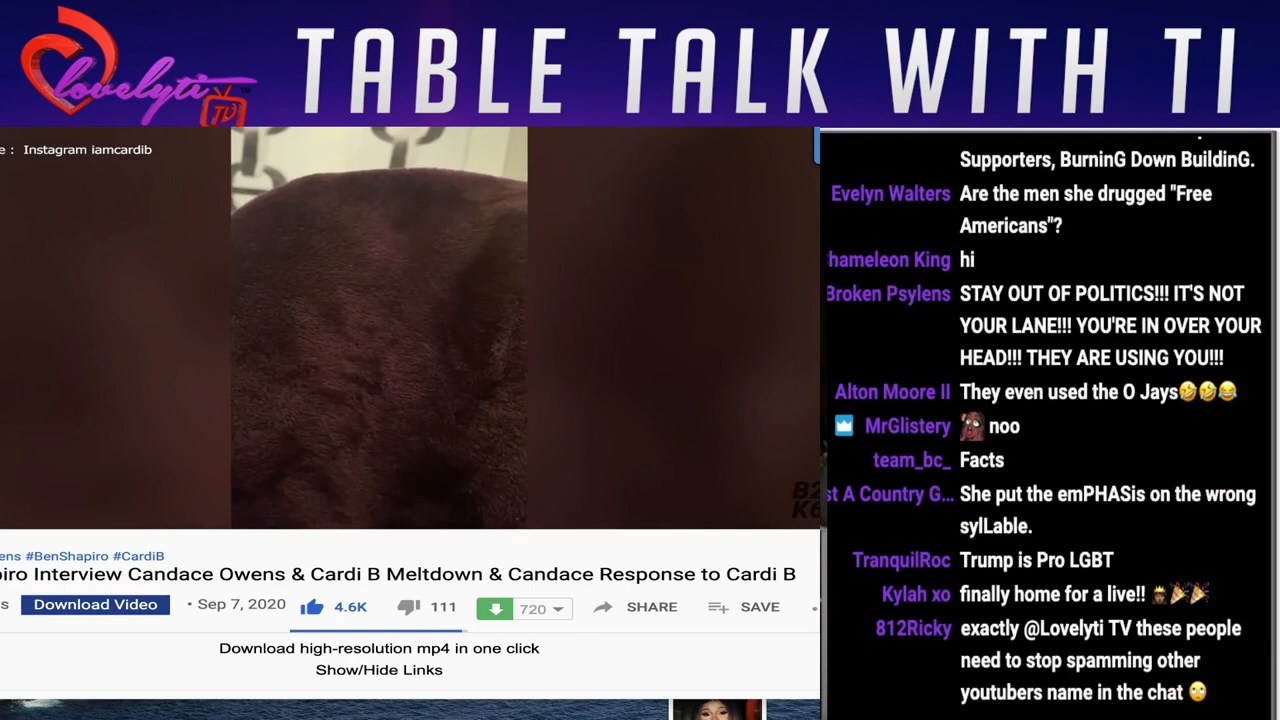 lovelyti TV™
TABLE TALK WITH TI
e : Instagram iamcardib
Supporters, BurninG Down BuildinG.
Evelyn Walters Are the men she drugged "Free
Americans"?
hameleon King hi
Broken Psylens STAY OUT OF POLITICS!!! IT'S NOT
YOUR LANE!!! YOU'RE IN OVER YOUR
HEAD!!! THEY ARE USING YOU!!!
Alton Moore II They even used the O Jays🤣🤣😂
MrGlistery noo
team_bc_ Facts
st A Country G... She put the emPHASis on the wrong
sylLable.
TranquilRoc Trump is Pro LGBT
Kylah xo finally home for a live!! 👸🏾🎉🎉
812Ricky exactly @Lovelyti TV these people
need to stop spamming other
youtubers name in the chat 🙄
ens #BenShapiro #CardiB
piro Interview Candace Owens & Cardi B Meltdown & Candace Response to Cardi B
s Download Video • Sep 7, 2020 4.6K 111 720 SHARE SAVE
Download high-resolution mp4 in one click
Show/Hide Links